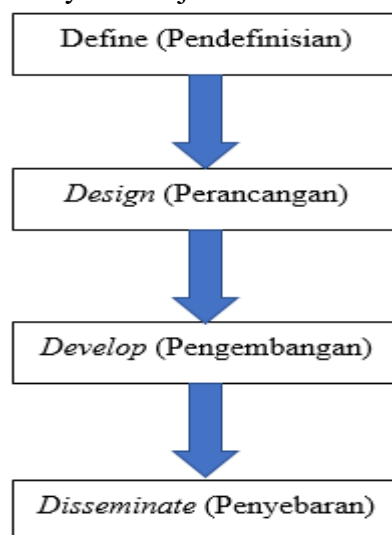 Define (Pendefinisian)
Design (Perancangan)
Develop (Pengembangan)
Disseminate (Penyebaran)